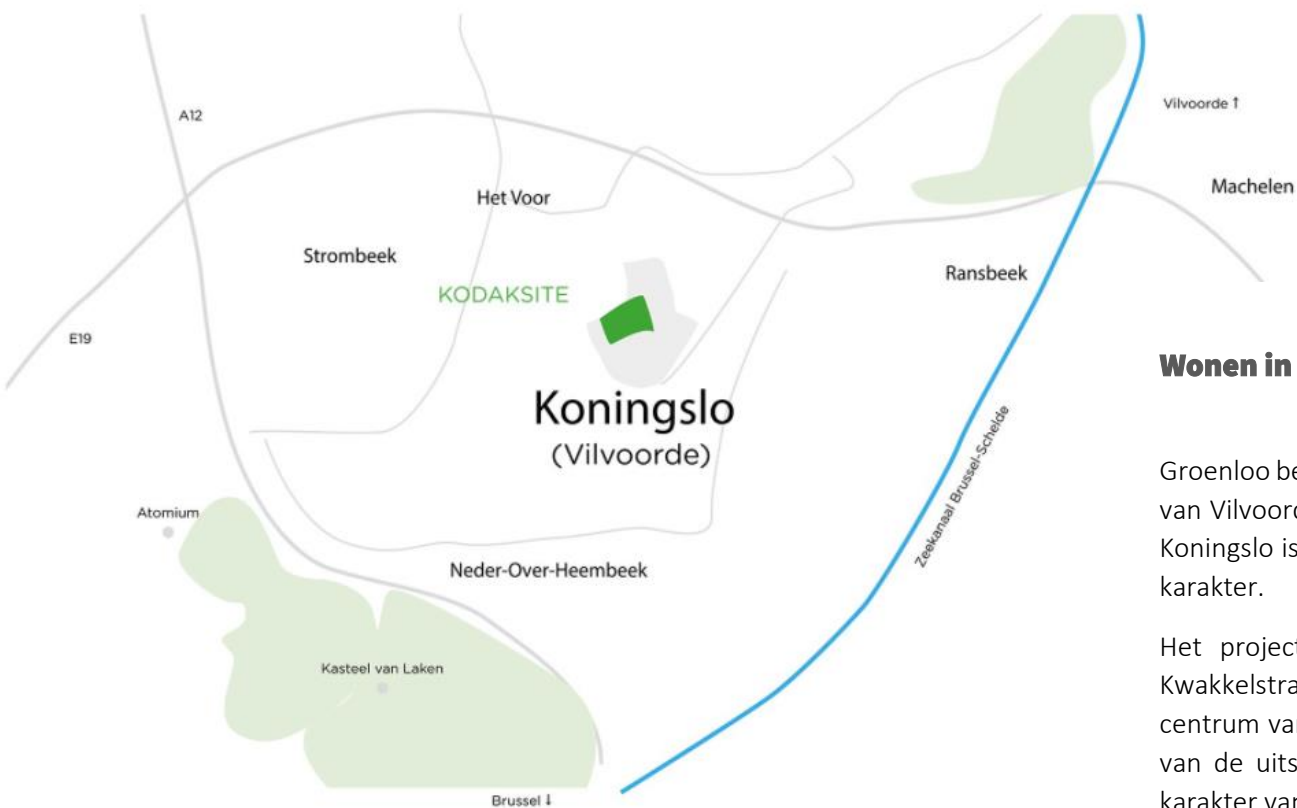 A12
Vilvoorde ↑
Machelen
Het Voor
Strombeek
Ransbeek
KODAKSITE
E19
Koningslo
(Vilvoorde)
Zeekanaal Brussel-Schelde
Atomium
Neder-Over-Heembeek
Kasteel van Laken
Brussel ↓
Wonen in
Groenloo be
van Vilvoord
Koningslo is
karakter.
Het project
Kwakkelstra
centrum van
van de uits
karakter van